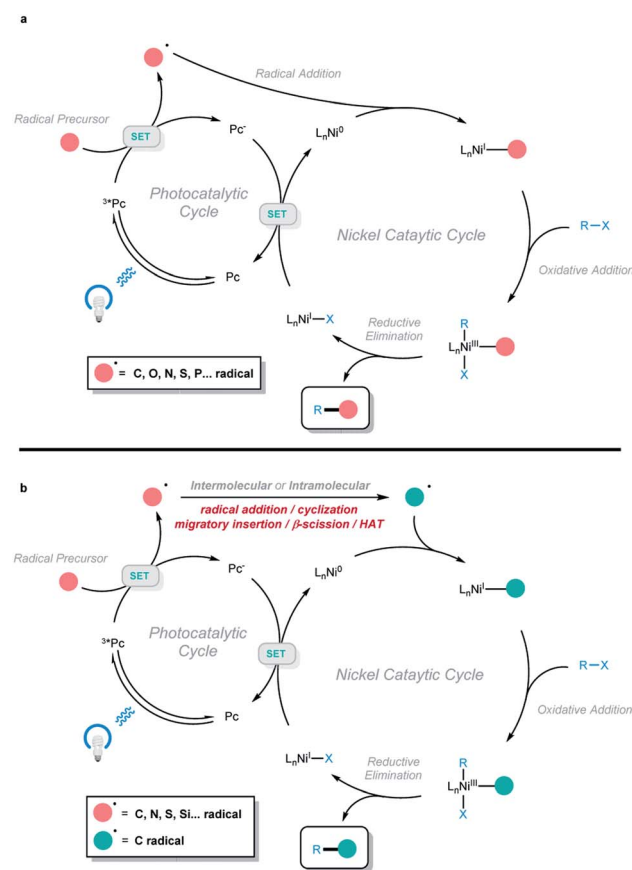 a
Radical Addition
Radical Precursor
SET
Pc-
LnNi0
LnNiI
3*Pc
Photocatalytic
Cycle
SET
Nickel Cataytic Cycle
R–X
Oxidative Addition
Pc
LnNiI–X
Reductive
Elimination
R
LnNiIII
X
= C, O, N, S, P... radical
R
b
Intermolecular or Intramolecular
radical addition / cyclization
migratory insertion / β-scission / HAT
Radical Precursor
SET
Pc-
LnNi0
LnNiI
3*Pc
Photocatalytic
Cycle
SET
Nickel Cataytic Cycle
R–X
Oxidative Addition
Pc
LnNiI–X
Reductive
Elimination
R
LnNiIII
X
= C, N, S, Si... radical
= C radical
R